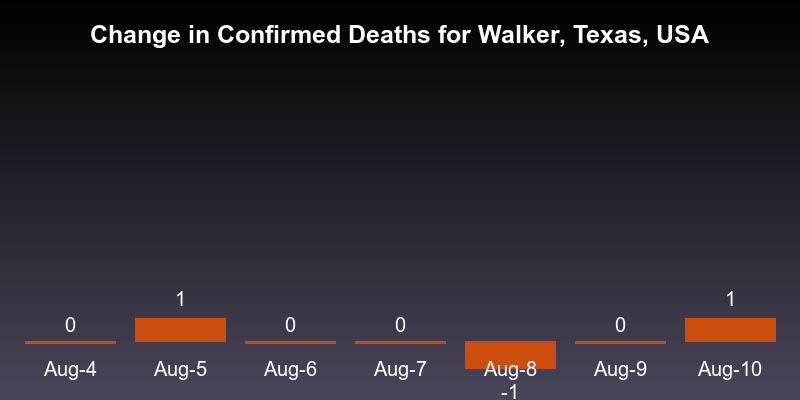 Change in Confirmed Deaths for Walker, Texas, USA
1 1
0 0 0 0
Aug-4 Aug-5 Aug-6 Aug-7 Aug-8 Aug-9 Aug-10
-1